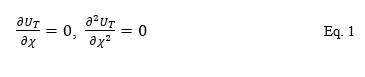 ∂U_T/∂χ = 0, ∂²U_T/∂χ² = 0 Eq. 1